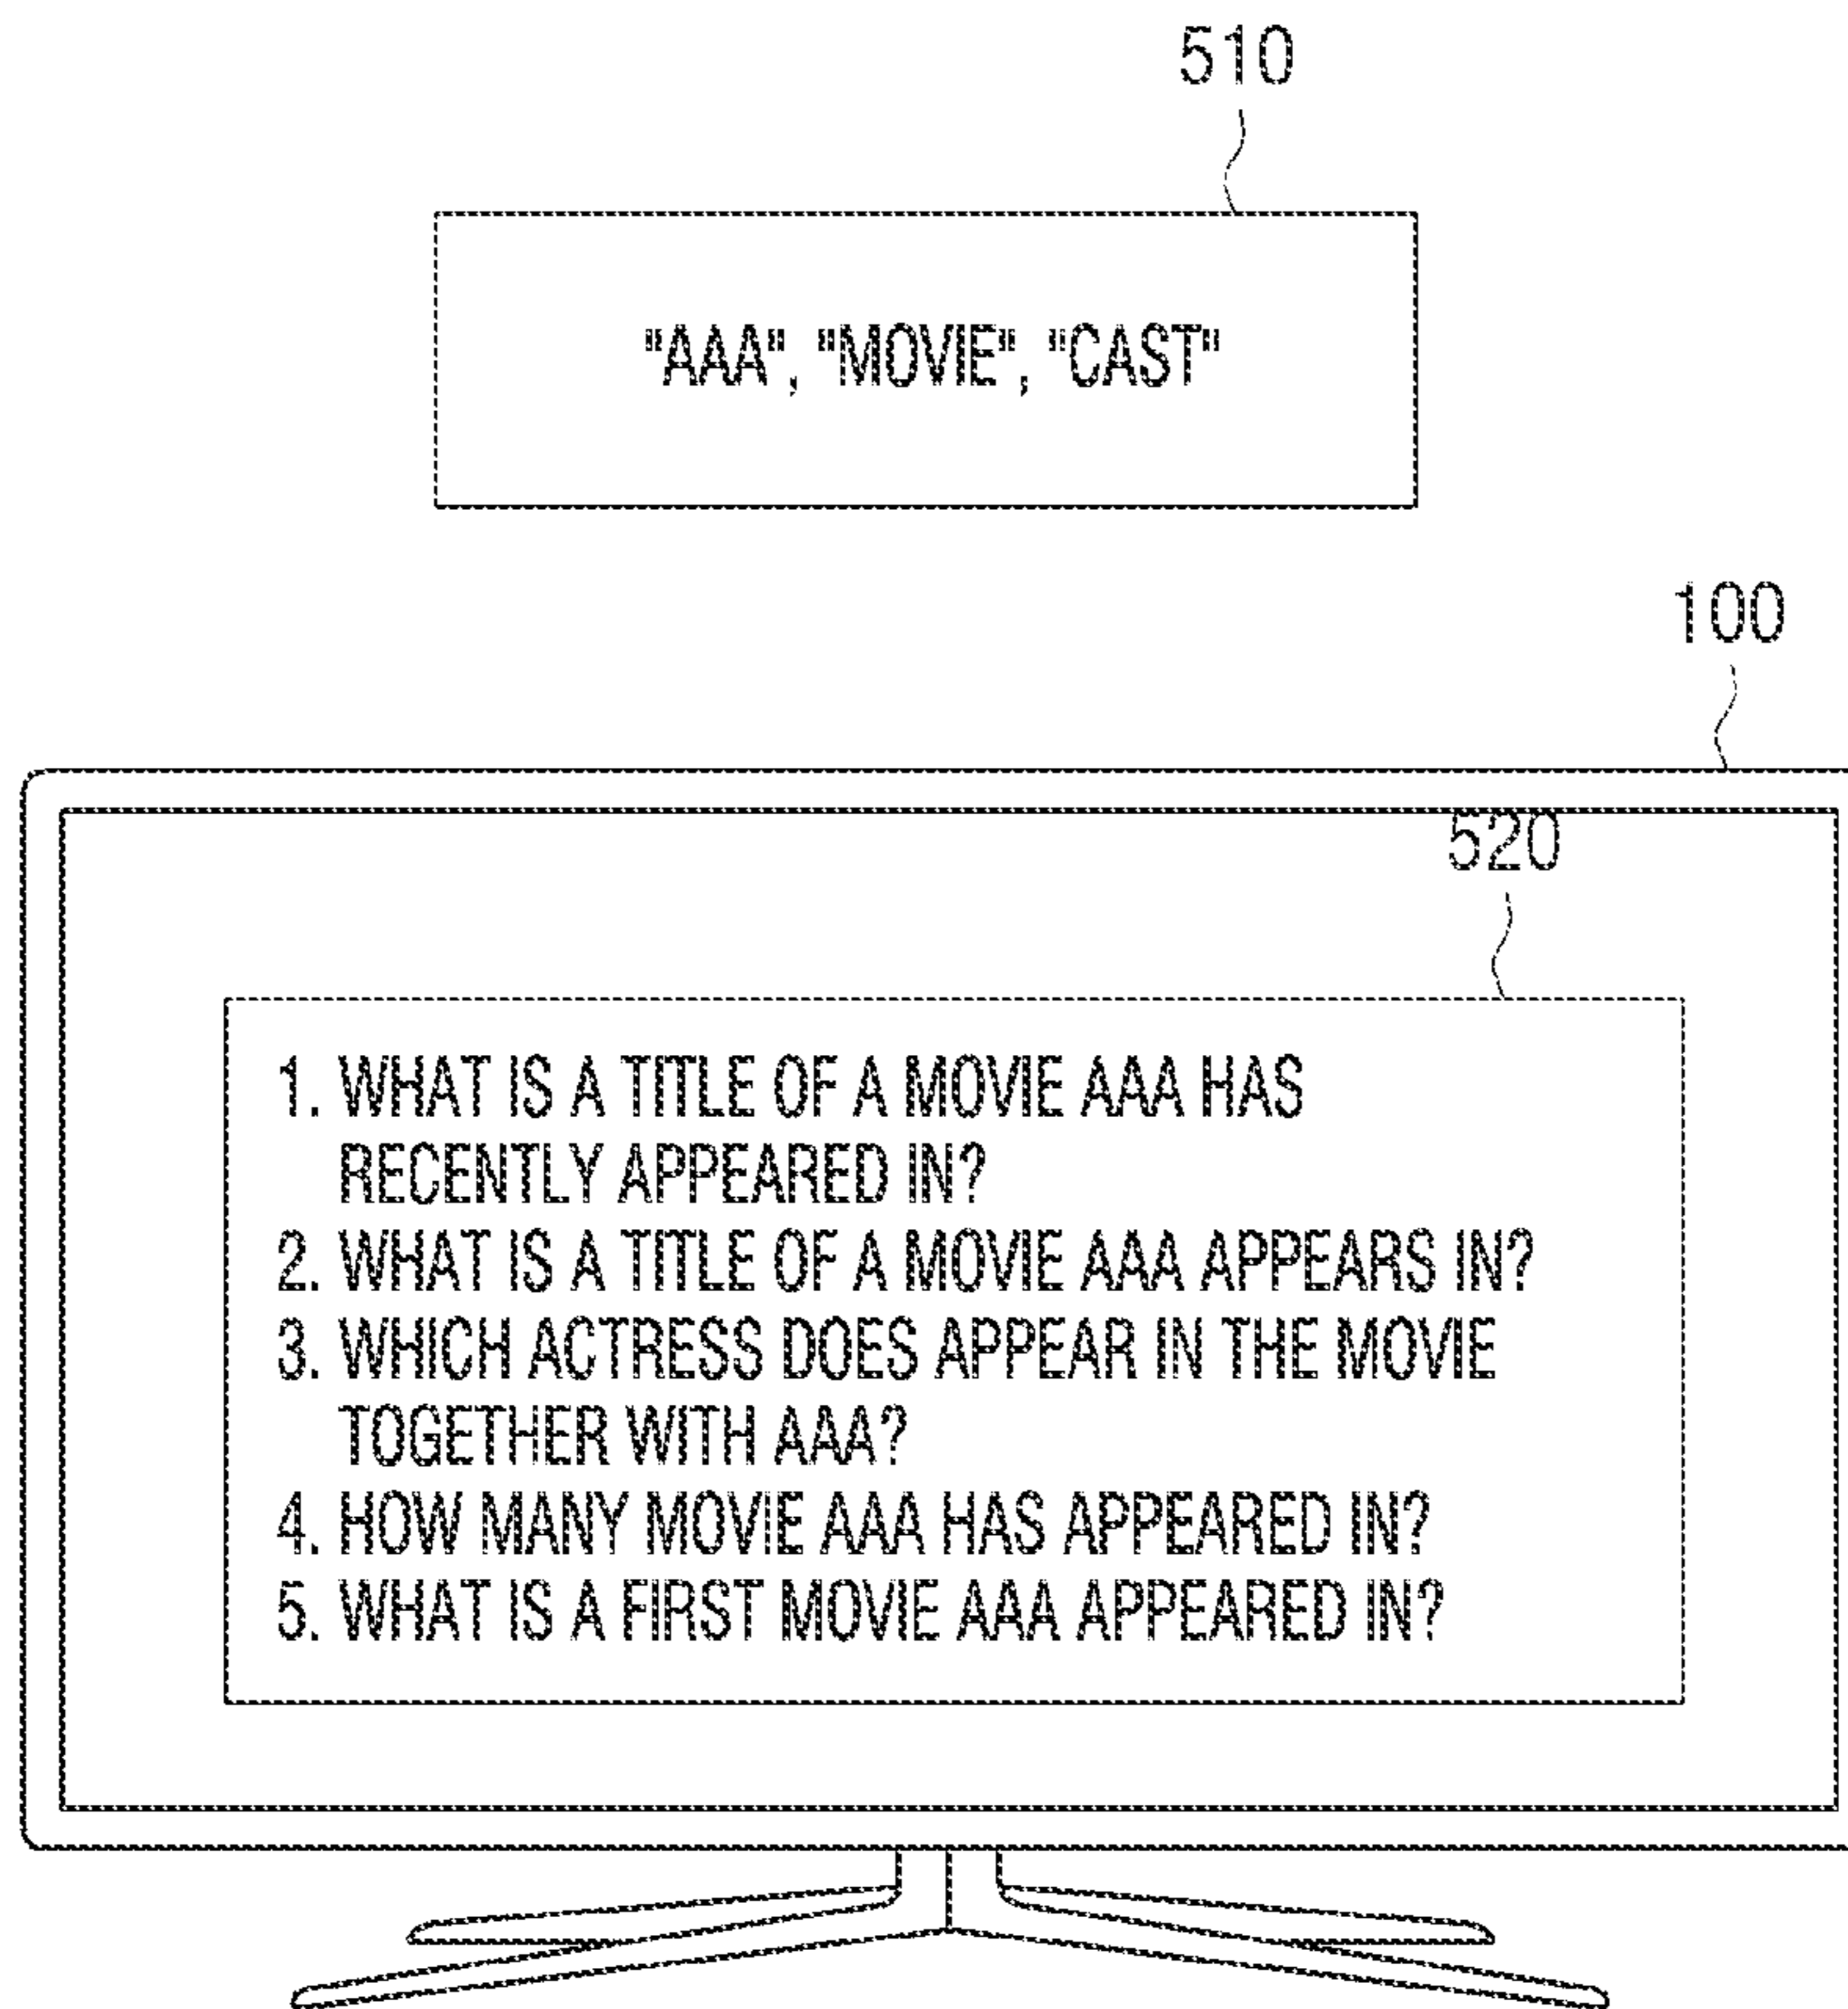 510
"AAA", "MOVIE", "CAST"
100
520
1. WHAT IS A TITLE OF A MOVIE AAA HAS
RECENTLY APPEARED IN?
2. WHAT IS A TITLE OF A MOVIE AAA APPEARS IN?
3. WHICH ACTRESS DOES APPEAR IN THE MOVIE
TOGETHER WITH AAA?
4. HOW MANY MOVIE AAA HAS APPEARED IN?
5. WHAT IS A FIRST MOVIE AAA APPEARED IN?